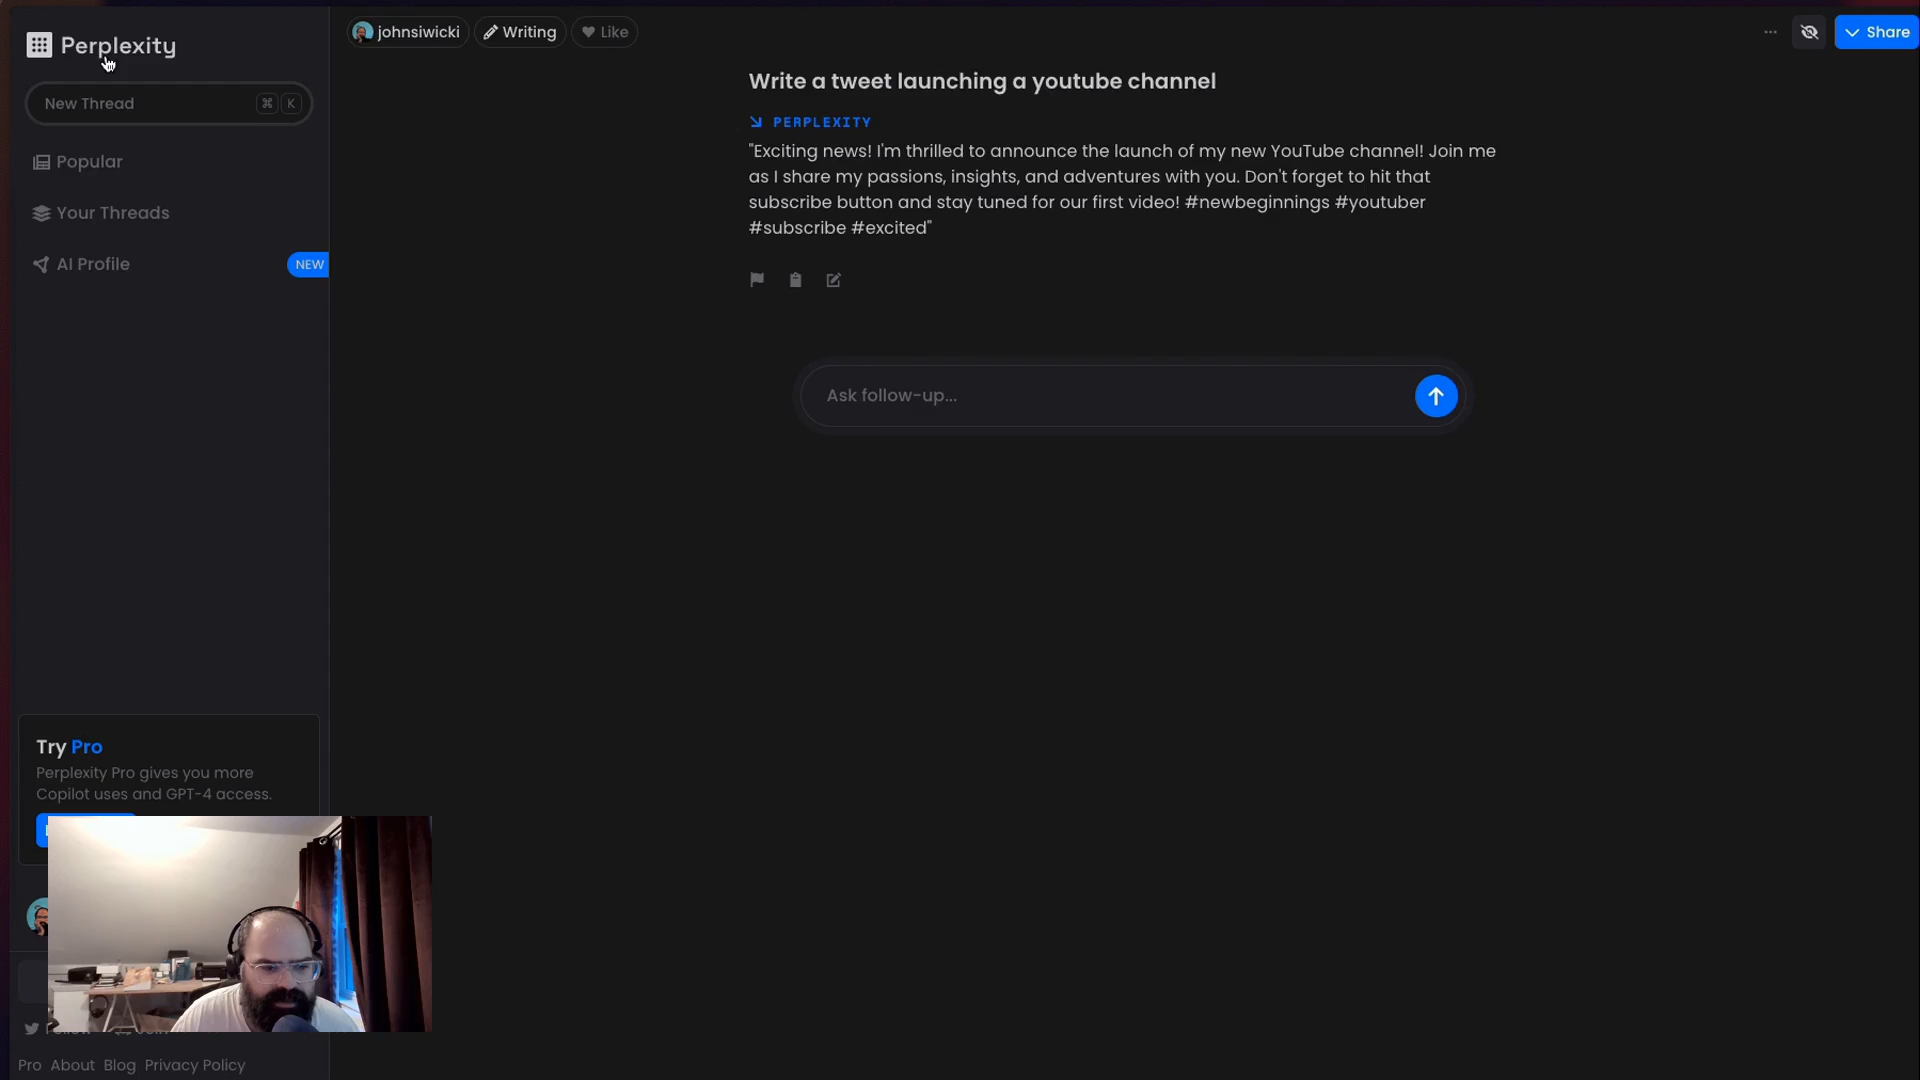 Perplexity
New Thread ⌘ K
Popular
Your Threads
AI Profile NEW
Try Pro
Perplexity Pro gives you more
Copilot uses and GPT-4 access.
Pro About Blog Privacy Policy
johnsiwicki Writing Like
Share
Write a tweet launching a youtube channel
PERPLEXITY
"Exciting news! I'm thrilled to announce the launch of my new YouTube channel! Join me
as I share my passions, insights, and adventures with you. Don't forget to hit that
subscribe button and stay tuned for our first video! #newbeginnings #youtuber
#subscribe #excited"
Ask follow-up...